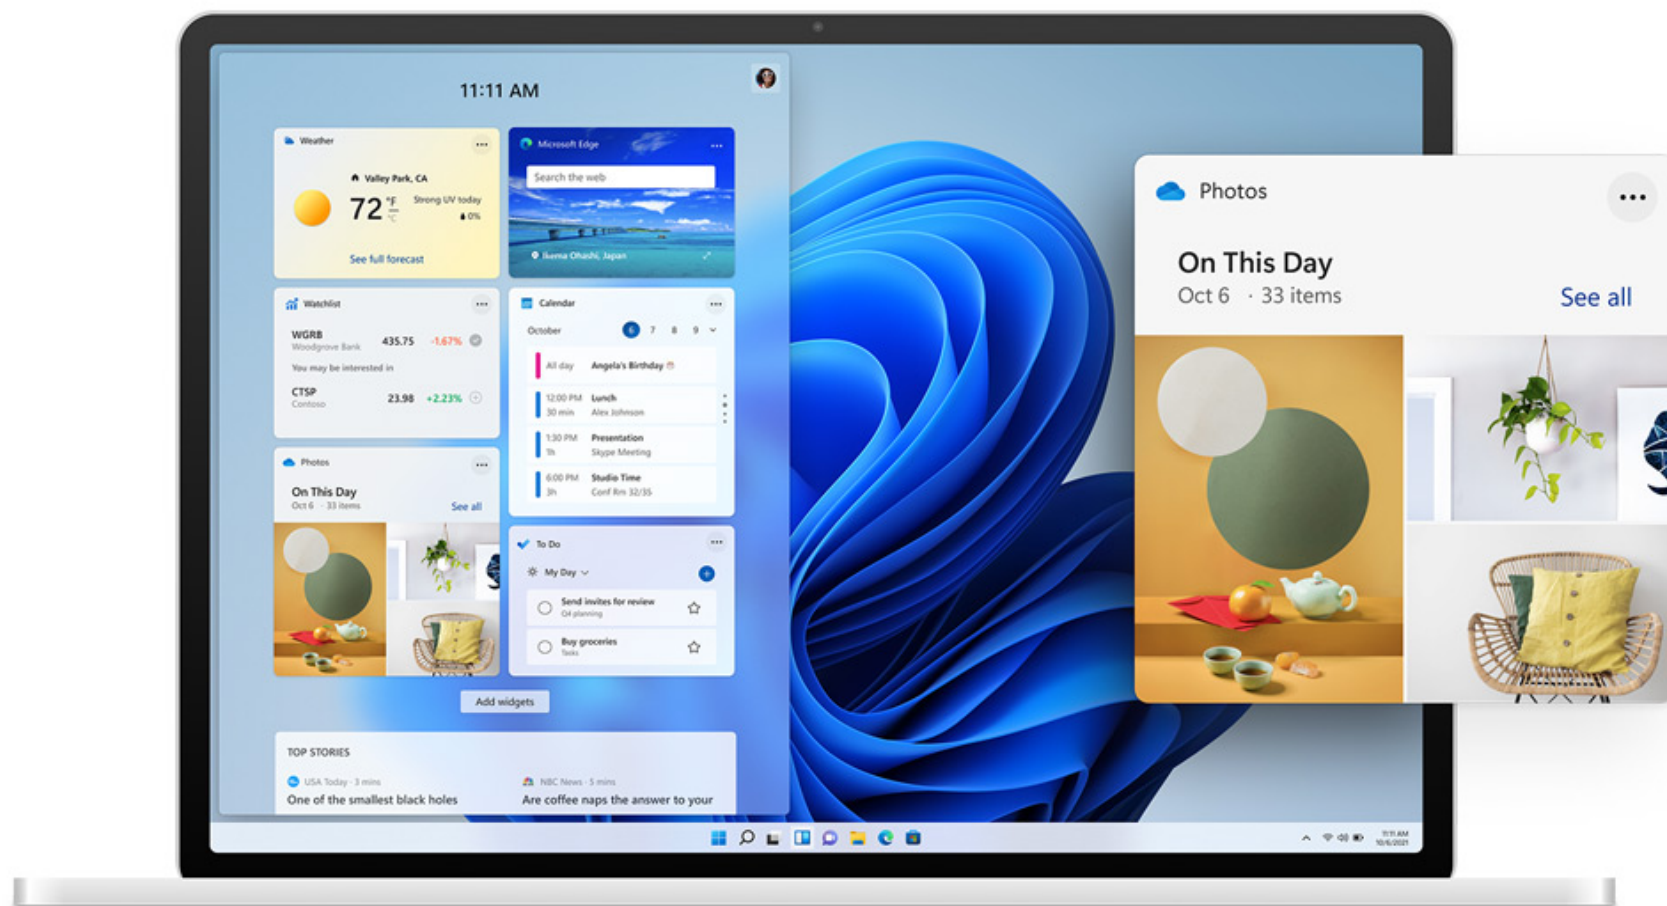 11:11 AM
Weather
Valley Park, CA
72 °F
°C
Strong UV today
0%
See full forecast
Microsoft Edge
Search the web
Ikema Ohashi, Japan
Watchlist
WGRB 435.75 -1.67%
Woodgrove Bank
You may be interested in
CTSP 23.98 +2.23%
Contoso
Calendar
October 6 7 8 9
All day Angela's Birthday
12:00 PM Lunch
30 min Alex Johnson
1:30 PM Presentation
1h Skype Meeting
6:00 PM Studio Time
3h Conf Rm 32/35
Photos
On This Day
Oct 6 · 33 items
See all
To Do
My Day
Send invites for review
Q4 planning
Buy groceries
Tasks
Add widgets
TOP STORIES
USA Today · 3 mins
One of the smallest black holes
NBC News · 5 mins
Are coffee naps the answer to your
11:11 AM
10/6/2021
Photos
On This Day
Oct 6 · 33 items
See all